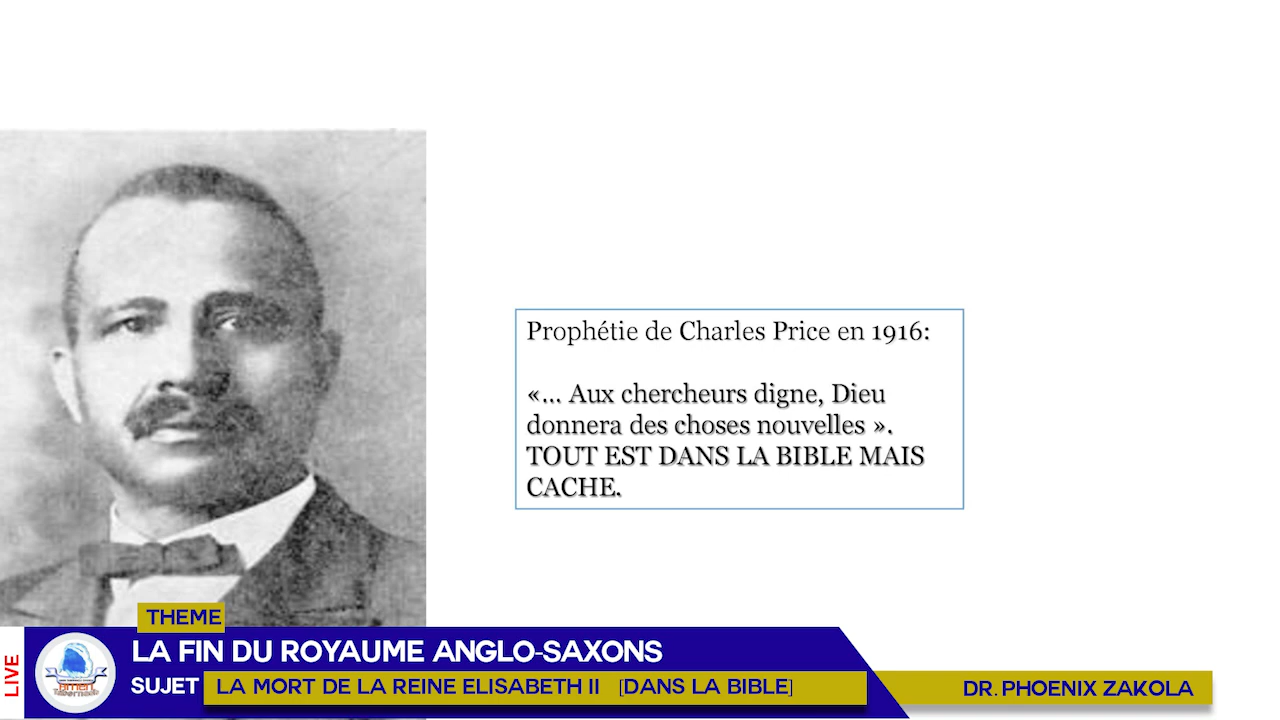 Prophétie de Charles Price en 1916:
«... Aux chercheurs digne, Dieu
donnera des choses nouvelles ».
TOUT EST DANS LA BIBLE MAIS
CACHE.
THEME
LA FIN DU ROYAUME ANGLO-SAXONS
SUJET LA MORT DE LA REINE ELISABETH II [DANS LA BIBLE]
DR. PHOENIX ZAKOLA
LIVE